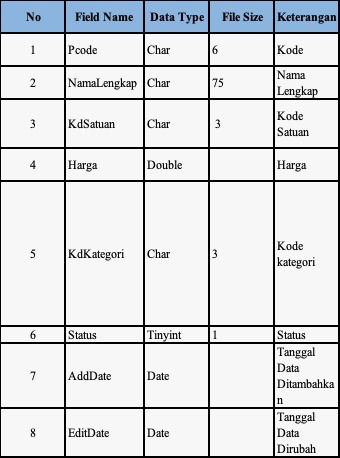 No Field Name Data Type File Size Keterangan
1 Pcode Char 6 Kode
2 NamaLengkap Char 75 Nama
Lengkap
3 KdSatuan Char 3 Kode
Satuan
4 Harga Double Harga
5 KdKategori Char 3 Kode
kategori
6 Status Tinyint 1 Status
7 AddDate Date Tanggal
Data
Ditambahka
n
8 EditDate Date Tanggal
Data
Dirubah